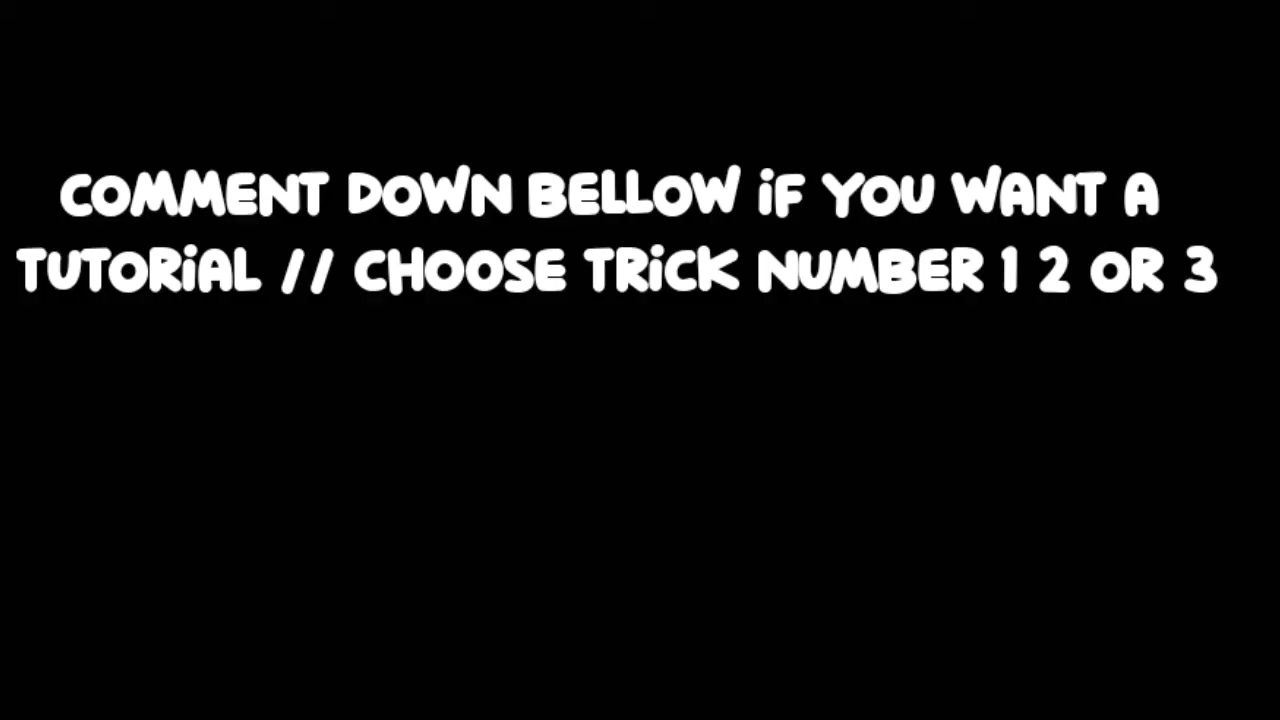 COMMENT DOWN BELLOW iF YOU WANT A
TUTORiAL // CHOOSE TRiCK NUMBER 1 2 OR 3